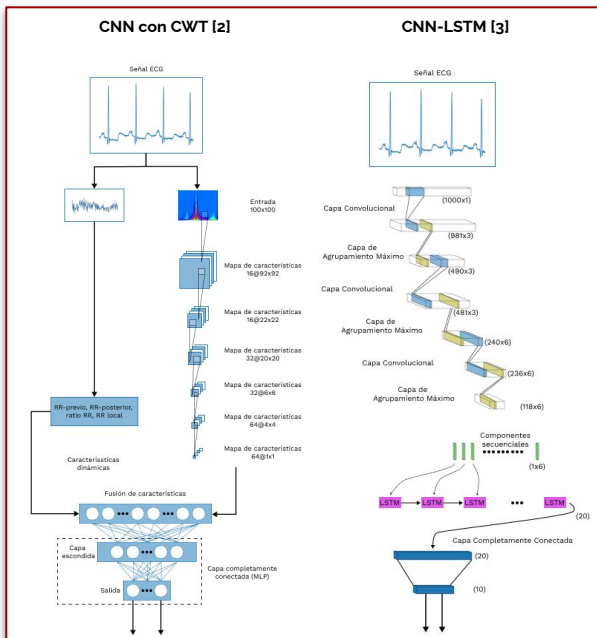 CNN con CWT [2]
Señal ECG
Entrada
100x100
Mapa de características
16@92x92
Mapa de características
16@22x22
Mapa de características
32@20x20
Mapa de características
32@6x6
Mapa de características
64@4x4
Mapa de características
64@1x1
RR-previo, RR-posterior,
ratio RR, RR local
Caracterissticas
dinámicas
Fusión de características
Capa
escondida
Capa completamente
conectada (MLP)
Salida
CNN-LSTM [3]
Señal ECG
(1000x1)
Capa Convolucional
(981x3)
Capa de
Agrupamiento Máximo
(490x3)
Capa Convolucional
(481x3)
Capa de
Agrupamiento Máximo
(240x6)
Capa Convolucional
(236x6)
Capa de
Agrupamiento Máximo
(118x6)
Componentes
secuenciales
(1x6)
LSTM LSTM LSTM LSTM
(20)
Capa Completamente Conectada
(20)
(10)